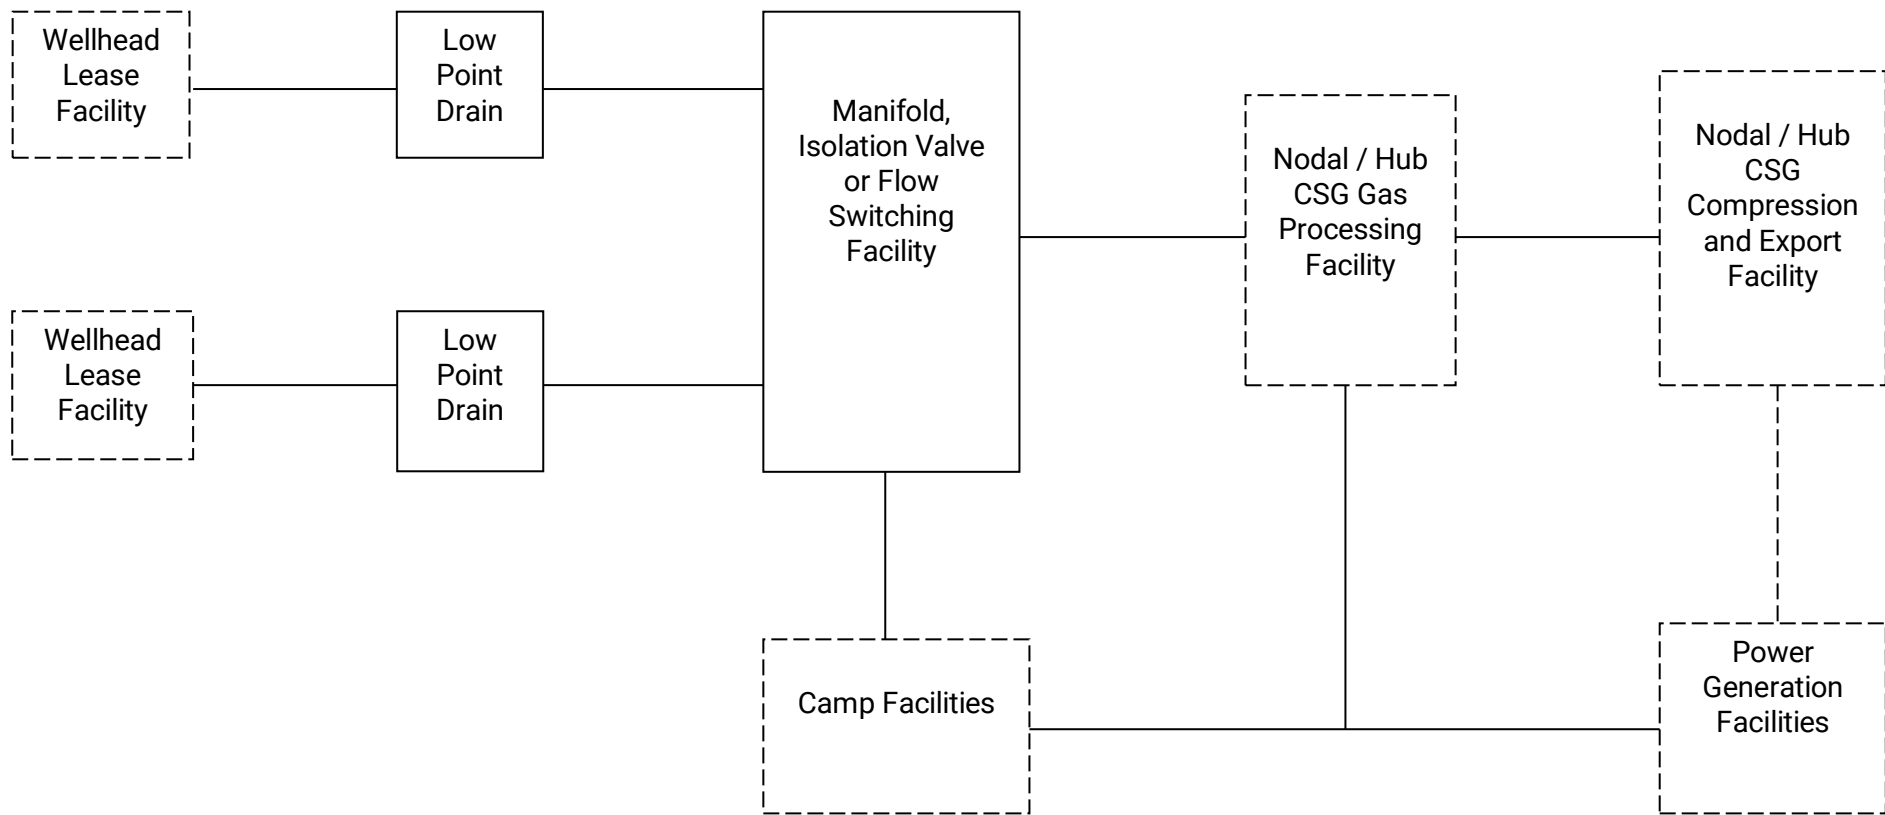 Wellhead
Lease
Facility
Low
Point
Drain
Manifold,
Isolation Valve
or Flow
Switching
Facility
Nodal / Hub
CSG Gas
Processing
Facility
Nodal / Hub
CSG
Compression
and Export
Facility
Wellhead
Lease
Facility
Low
Point
Drain
Camp Facilities
Power
Generation
Facilities